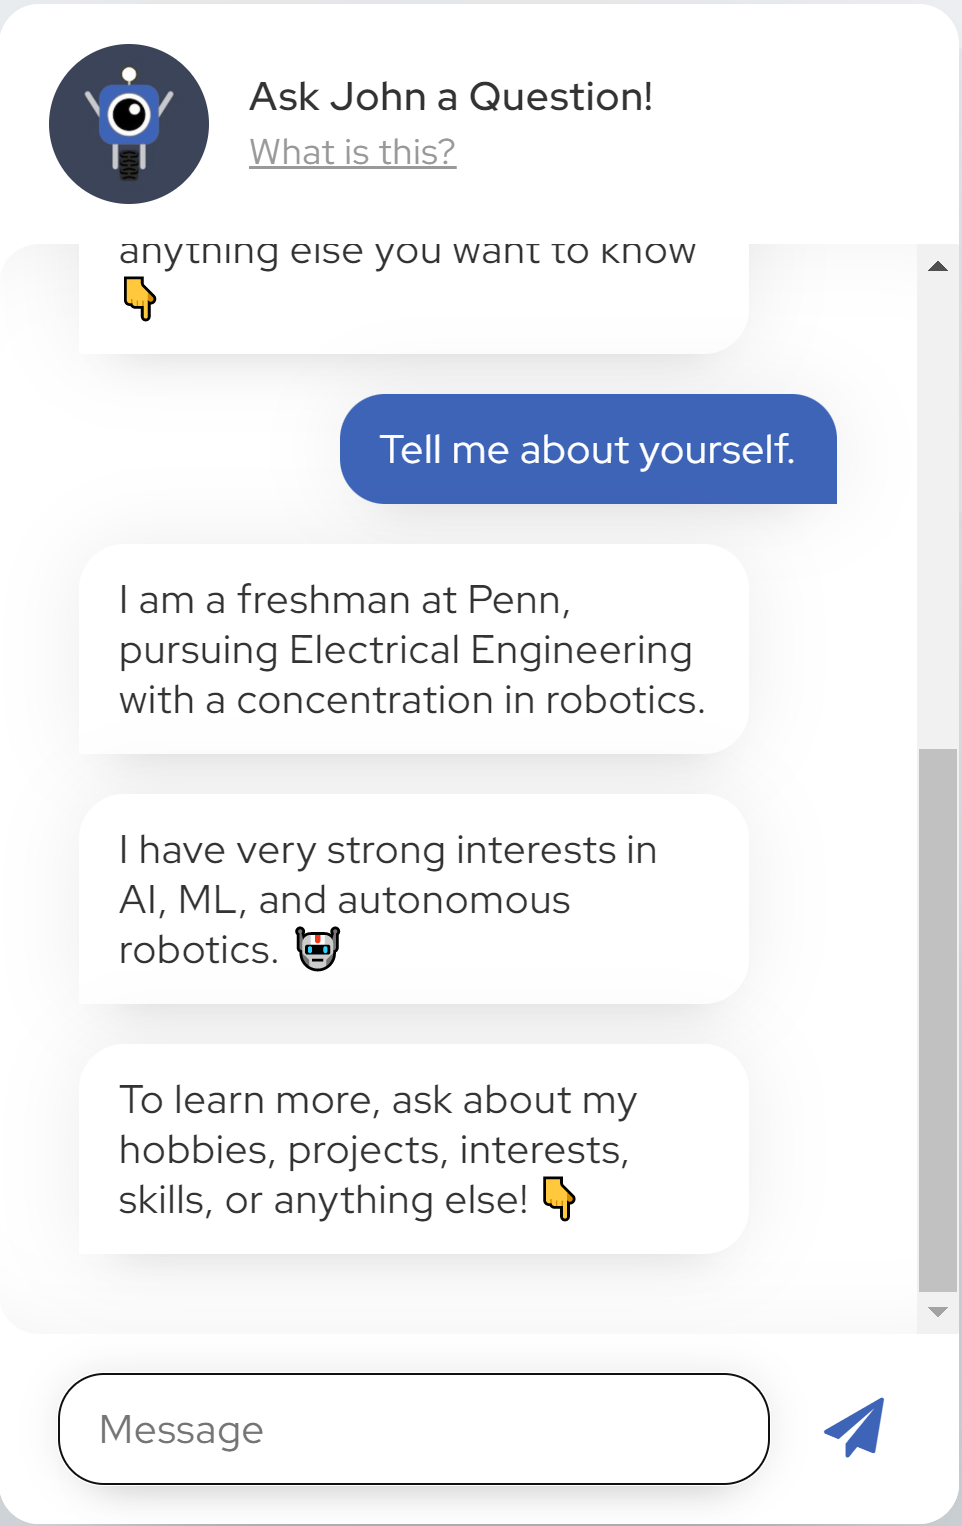 Ask John a Question!
What is this?
anything else you want to know
👇
Tell me about yourself.
I am a freshman at Penn,
pursuing Electrical Engineering
with a concentration in robotics.
I have very strong interests in
AI, ML, and autonomous
robotics. 🤖
To learn more, ask about my
hobbies, projects, interests,
skills, or anything else! 👇
Message